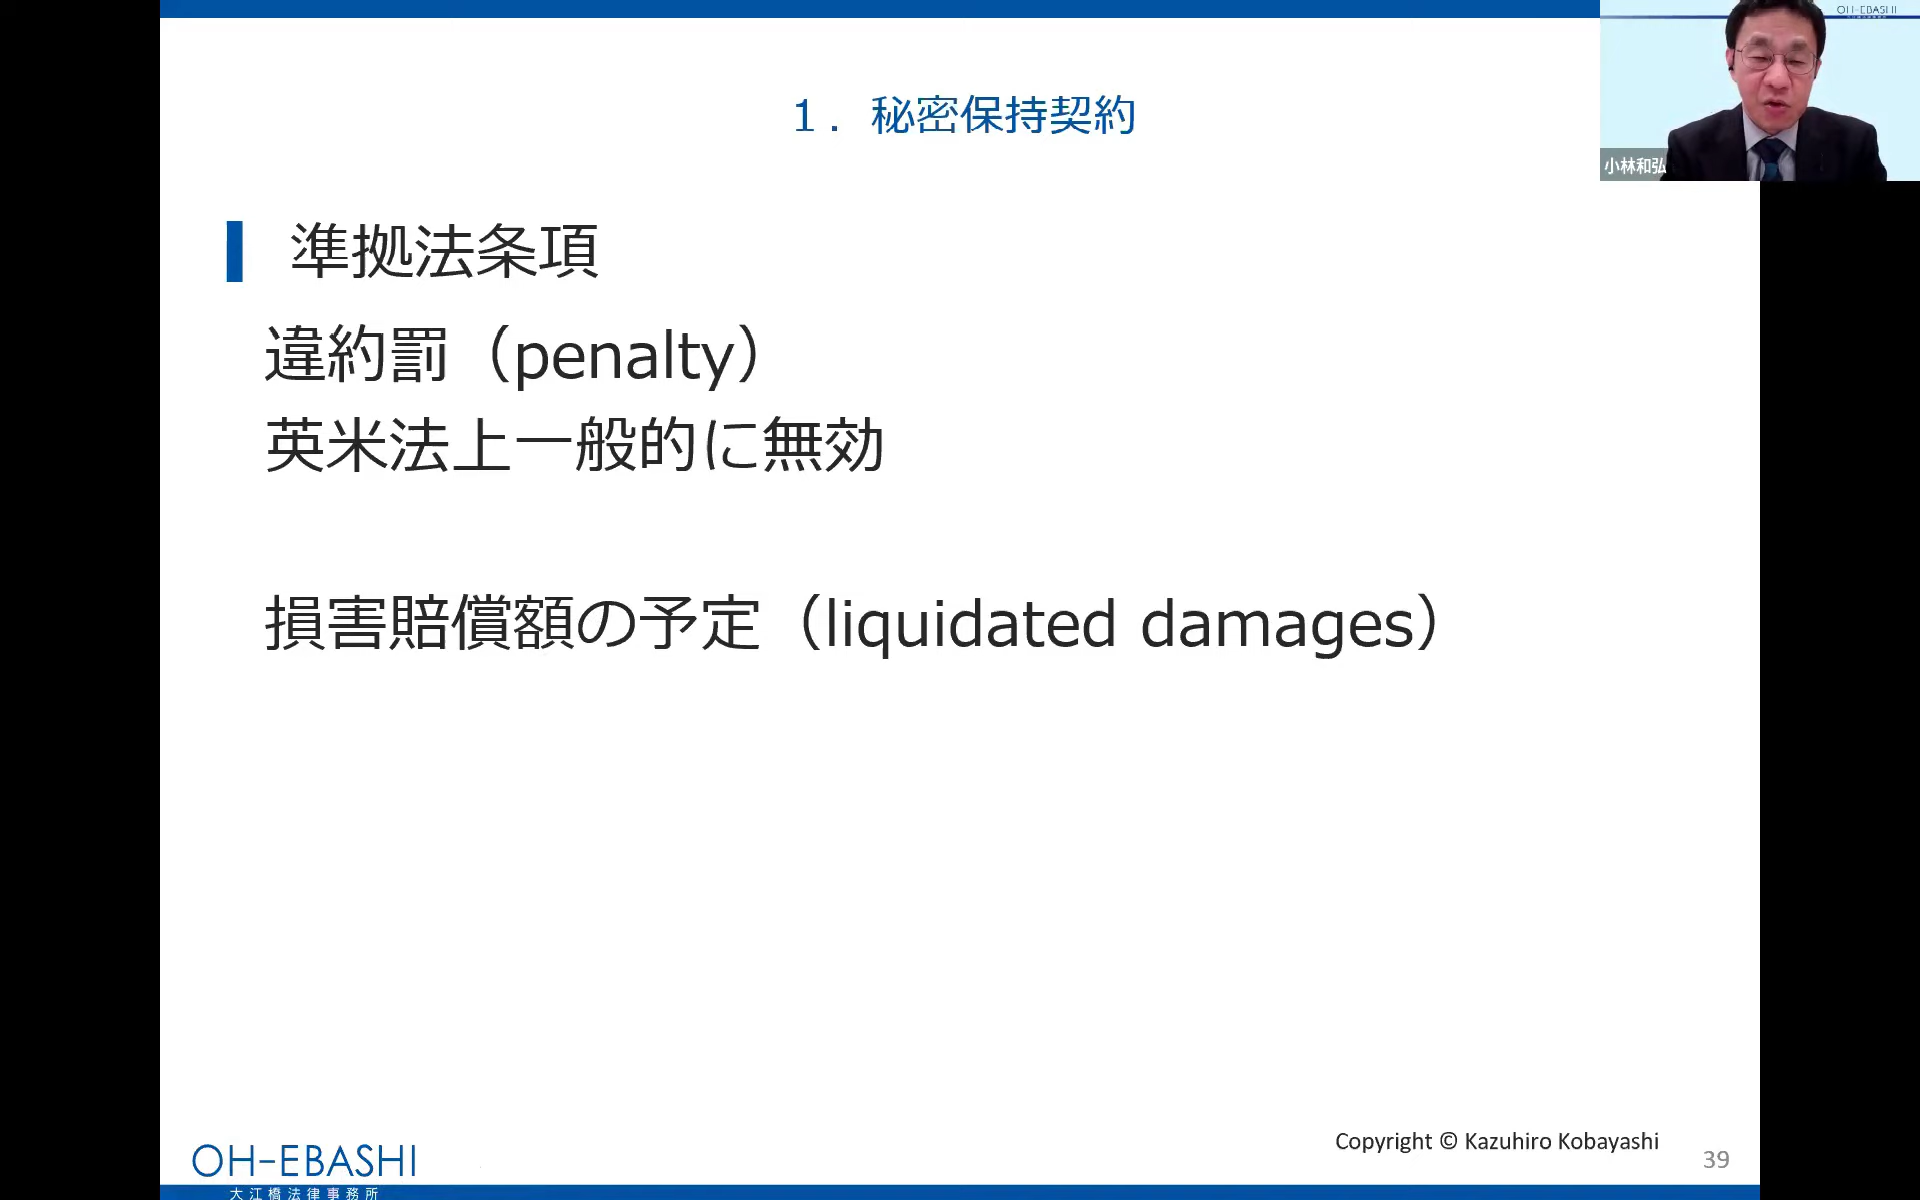 1．秘密保持契約
OH-EBASHI
小林和弘
準拠法条項
違約罰（penalty）
英米法上一般的に無効
損害賠償額の予定（liquidated damages）
Copyright © Kazuhiro Kobayashi
39
OH-EBASHI
大江橋法律事務所